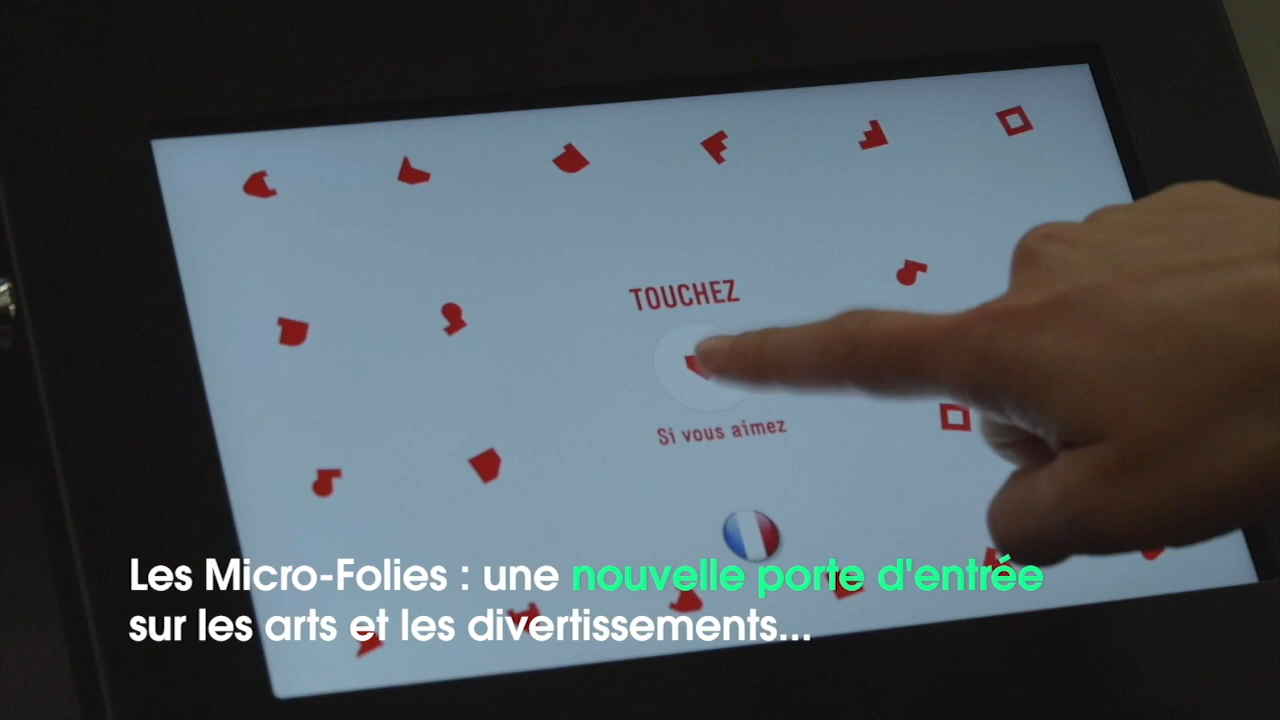 TOUCHEZ
Si vous aimez
Les Micro-Folies : une nouvelle porte d'entrée
sur les arts et les divertissements...